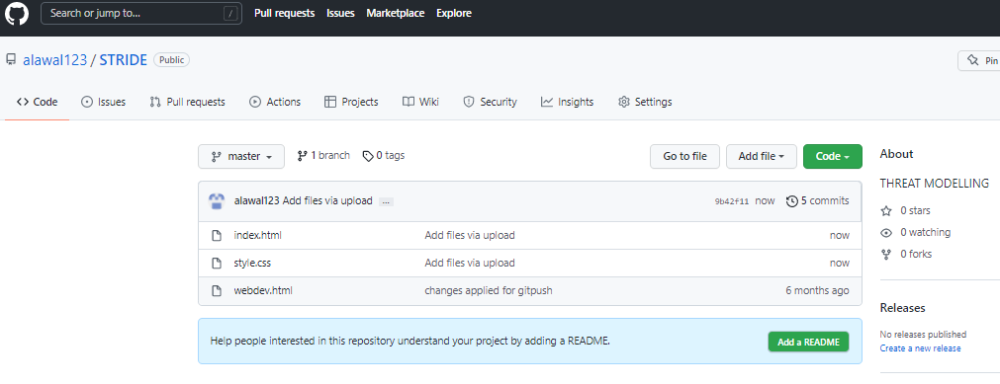 Search or jump to... / Pull requests Issues Marketplace Explore
alawal123 / STRIDE Public Pin
Code Issues Pull requests Actions Projects Wiki Security Insights Settings
master 1 branch 0 tags Go to file Add file Code
alawal123 Add files via upload ... 9b42f11 now 5 commits
index.html Add files via upload now
style.css Add files via upload now
webdev.html changes applied for gitpush 6 months ago
Help people interested in this repository understand your project by adding a README. Add a README
About
THREAT MODELLING
0 stars
0 watching
0 forks
Releases
No releases published
Create a new release